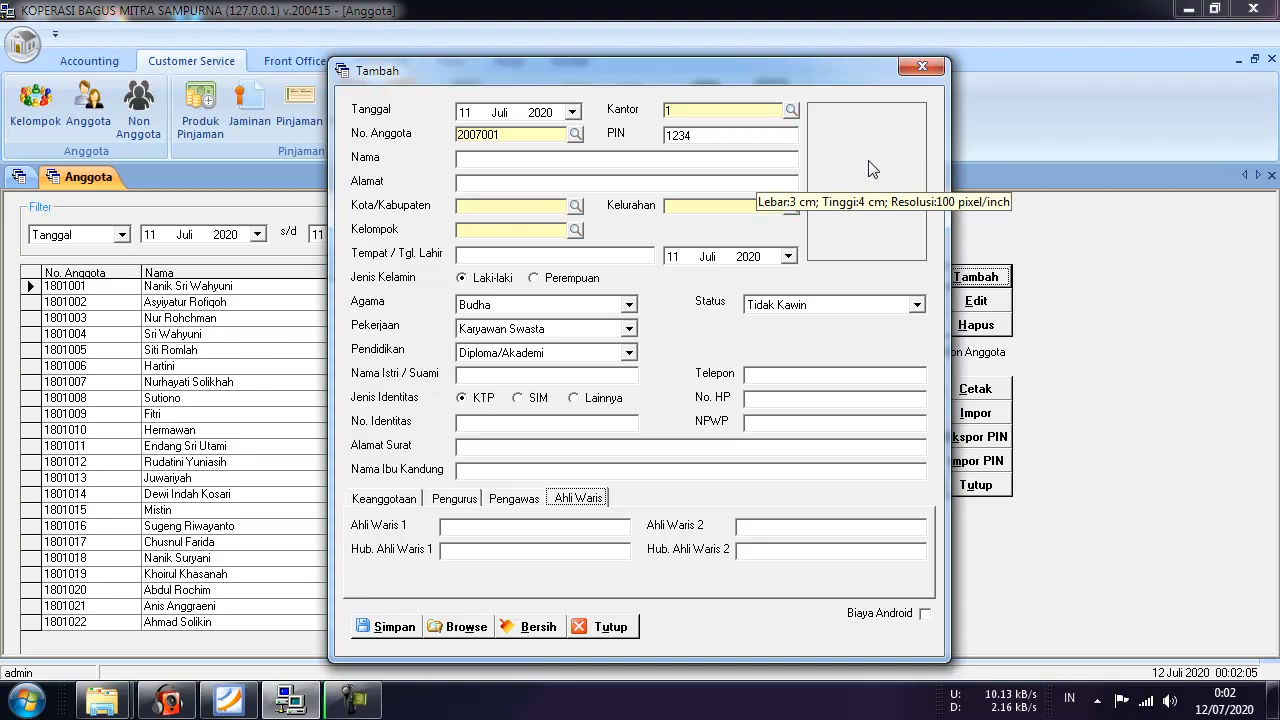 KOPERASI BAGUS MITRA SAMPURNA (127.0.0.1) v.200415 - [Anggota]
Accounting Customer Service Front Office
Kelompok Anggota Non Anggota
Produk Pinjaman Jaminan Pinjaman
Anggota Pinjaman
Anggota
Filter
Tanggal 11 Juli 2020 s/d 11
No. Anggota Nama
1801001 Nanik Sri Wahyuni
1801002 Asyiyatur Rofiqoh
1801003 Nur Rohchman
1801004 Sri Wahyuni
1801005 Siti Romlah
1801006 Hartini
1801007 Nurhayati Solikhah
1801008 Sutiono
1801009 Fitri
1801010 Hermawan
1801011 Endang Sri Utami
1801012 Rudatini Yuniasih
1801013 Juwariyah
1801014 Dewi Indah Kosari
1801015 Mistin
1801016 Sugeng Riwayanto
1801017 Chusnul Farida
1801018 Nanik Suryani
1801019 Khoirul Khasanah
1801020 Abdul Rochim
1801021 Anis Anggraeni
1801022 Ahmad Solikin
Tambah
Tanggal 11 Juli 2020 Kantor 1
No. Anggota 2007001 PIN 1234
Nama
Alamat
Lebar:3 cm; Tinggi:4 cm; Resolusi:100 pixel/inch
Kota/Kabupaten Kelurahan
Kelompok
Tempat / Tgl. Lahir 11 Juli 2020
Jenis Kelamin Laki-laki Perempuan
Agama Budha Status Tidak Kawin
Pekerjaan Karyawan Swasta
Pendidikan Diploma/Akademi
Nama Istri / Suami Telepon
Jenis Identitas KTP SIM Lainnya No. HP
No. Identitas NPWP
Alamat Surat
Nama Ibu Kandung
Keanggotaan Pengurus Pengawas Ahli Waris
Ahli Waris 1 Ahli Waris 2
Hub. Ahli Waris 1 Hub. Ahli Waris 2
Biaya Android
Simpan Browse Bersih Tutup
Tambah
Edit
Hapus
on Anggota
Cetak
Impor
kspor PIN
mpor PIN
Tutup
admin 12 Juli 2020 00:02:05
U: 10.13 kB/s
D: 2.16 kB/s
IN
0:02
12/07/2020